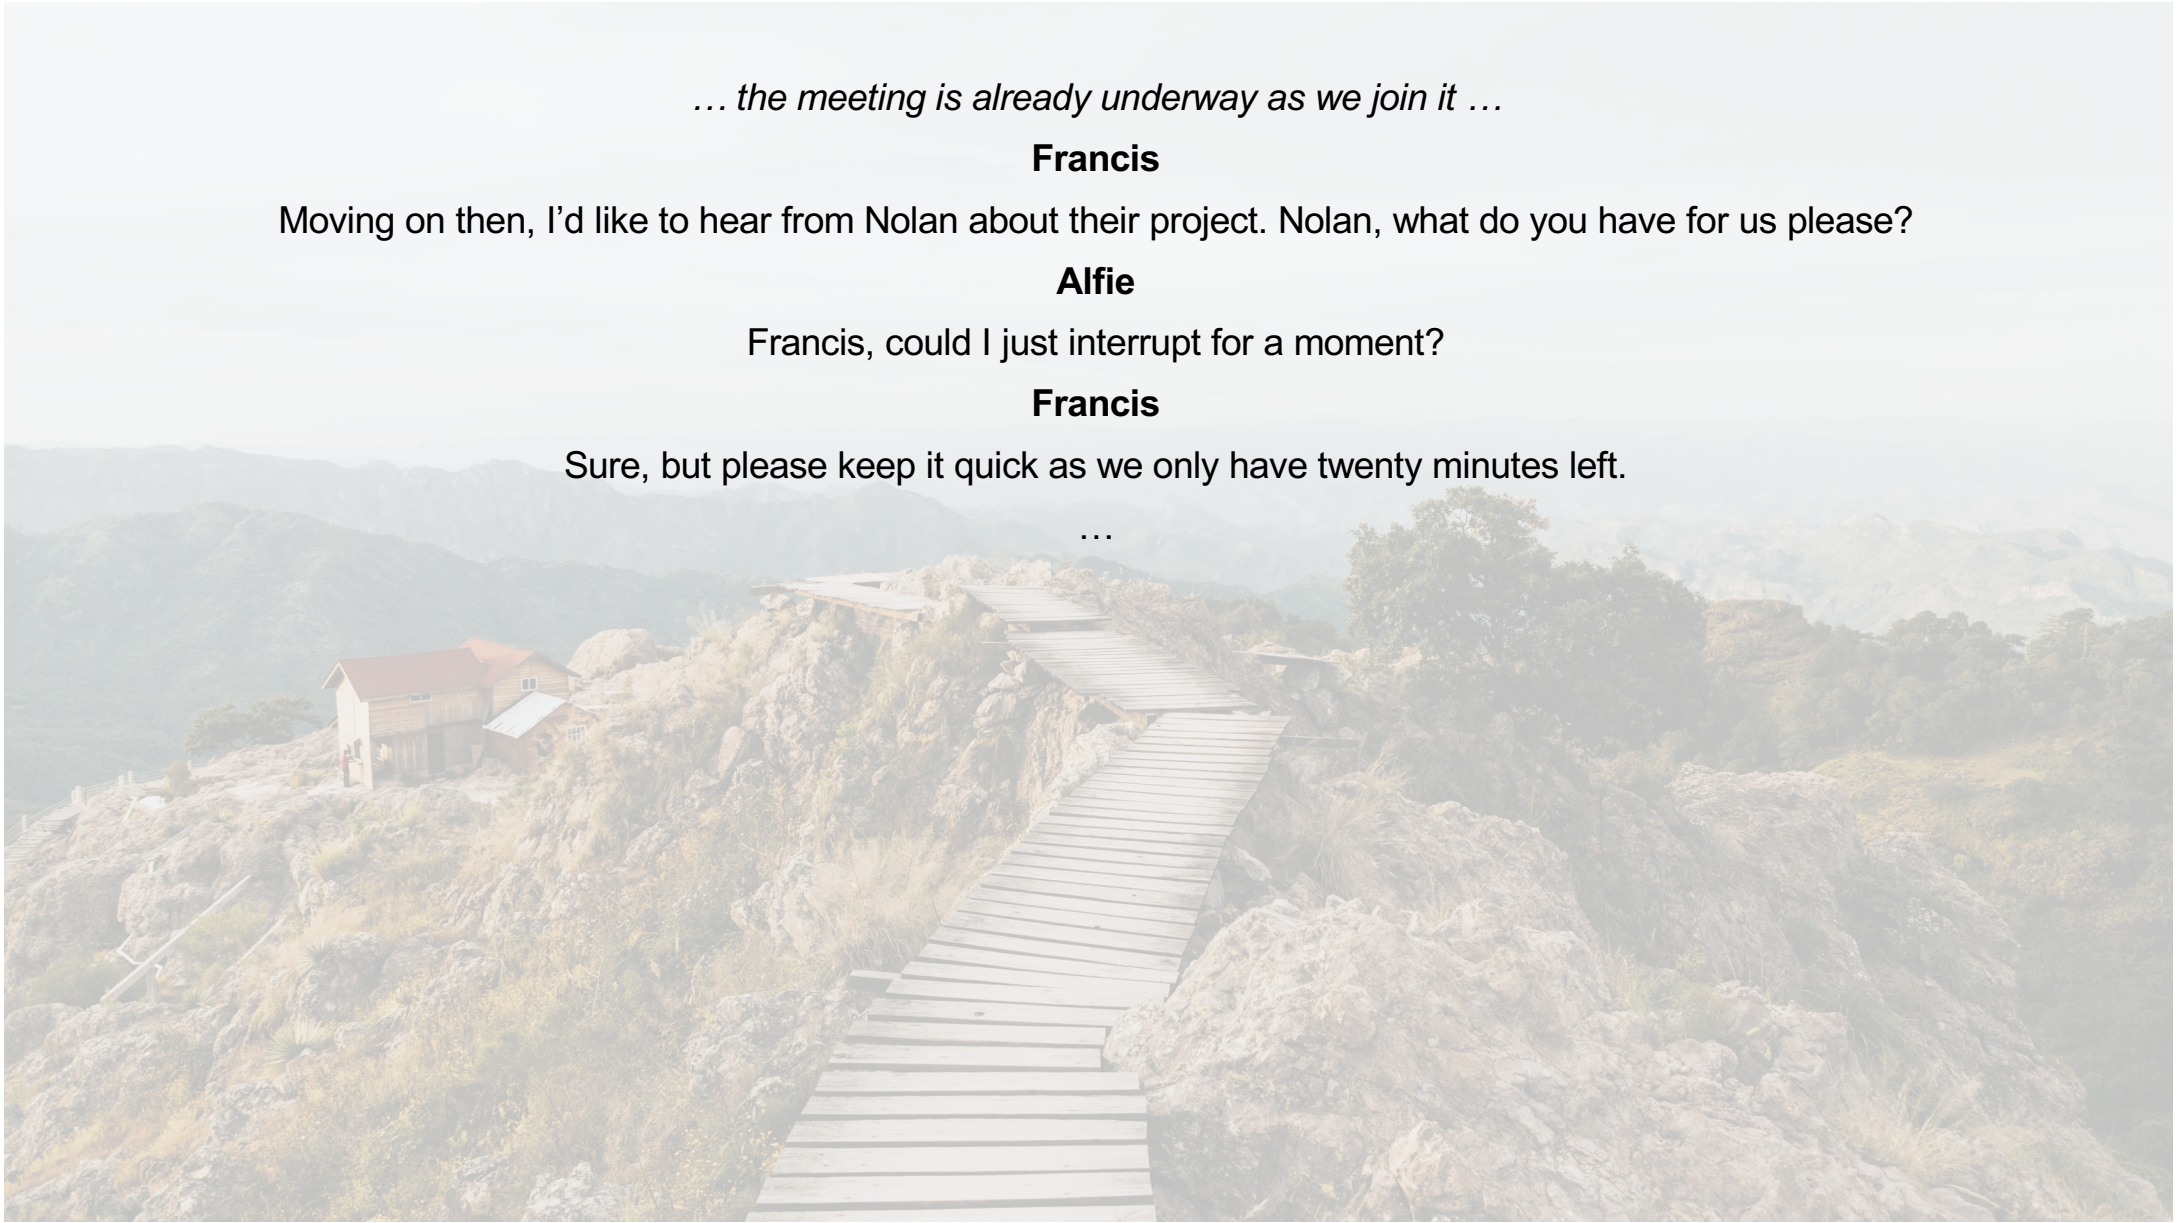 … the meeting is already underway as we join it …
Francis
Moving on then, I’d like to hear from Nolan about their project. Nolan, what do you have for us please?
Alfie
Francis, could I just interrupt for a moment?
Francis
Sure, but please keep it quick as we only have twenty minutes left.
…